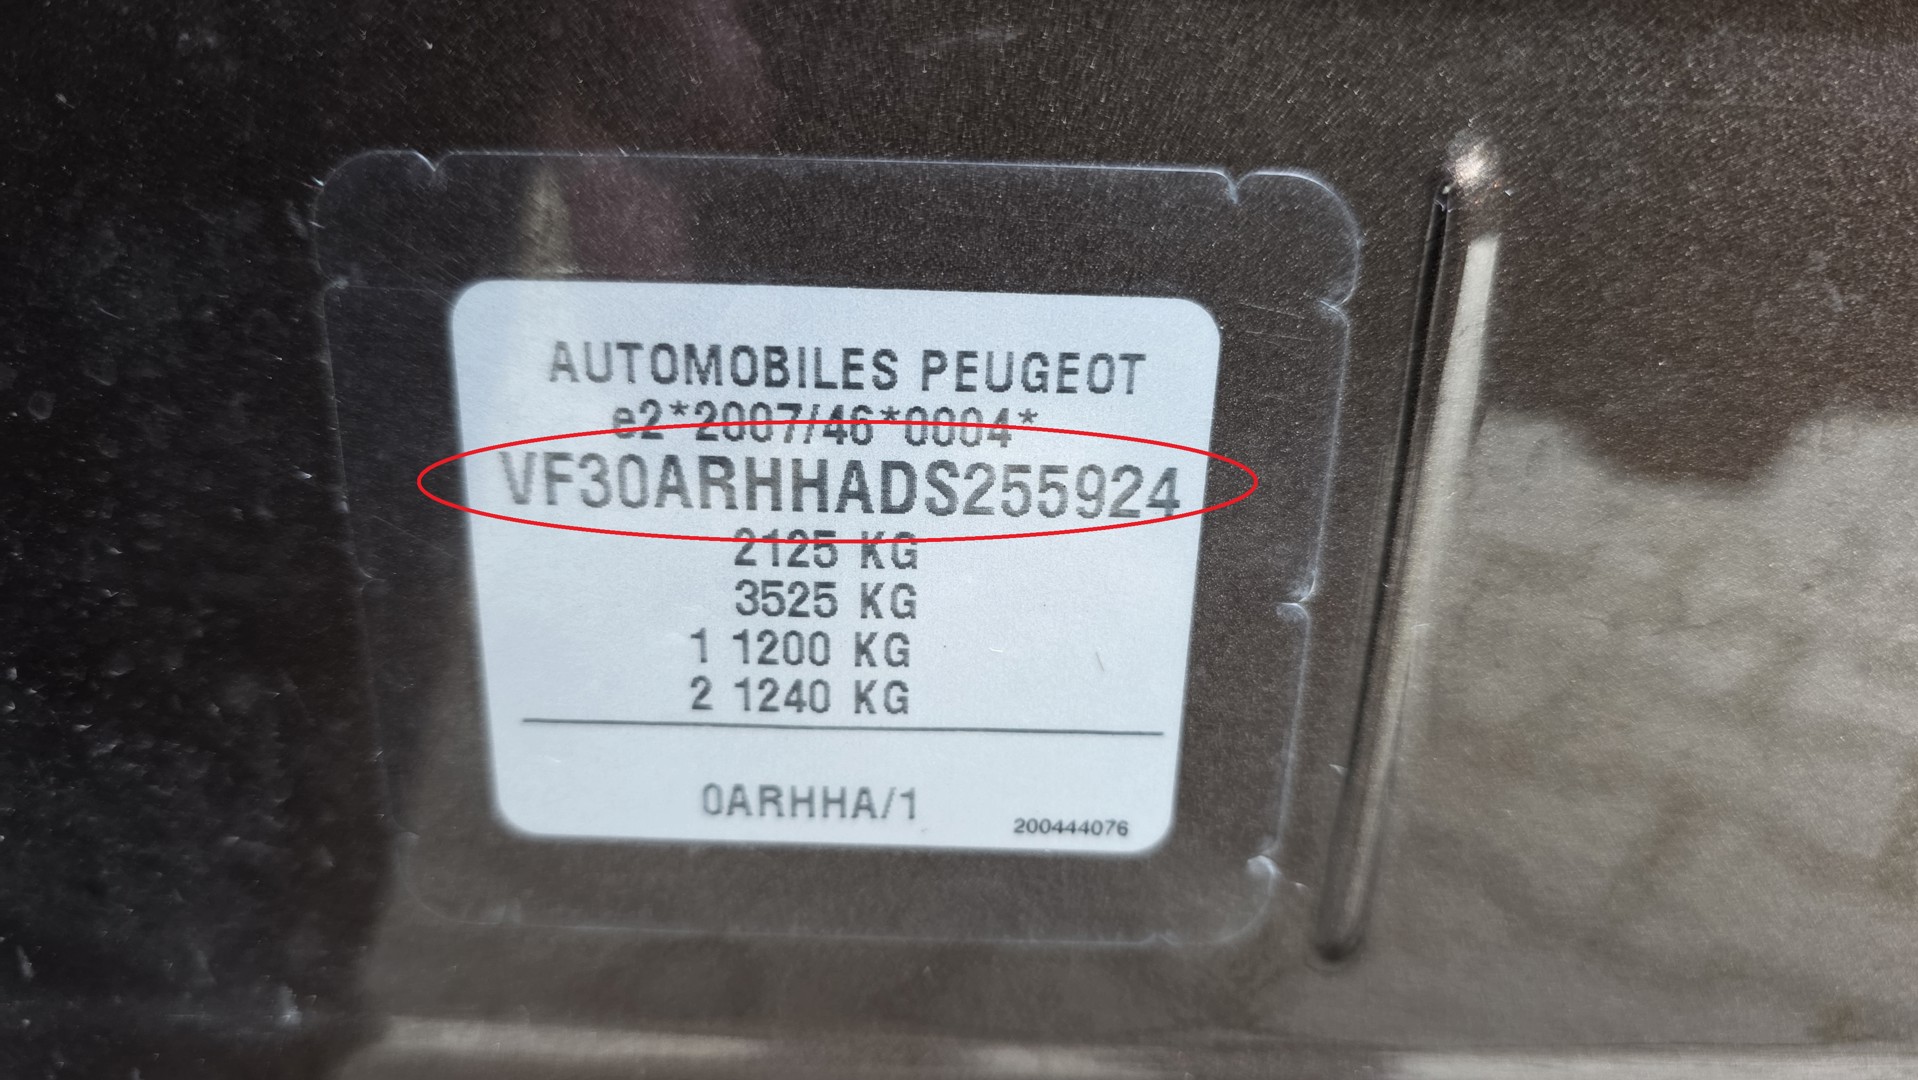 AUTOMOBILES PEUGEOT
e2*2007/46*0004*
VF30ARHHADS255924
2125 KG
3525 KG
1 1200 KG
2 1240 KG
0ARHHA/1
200444076